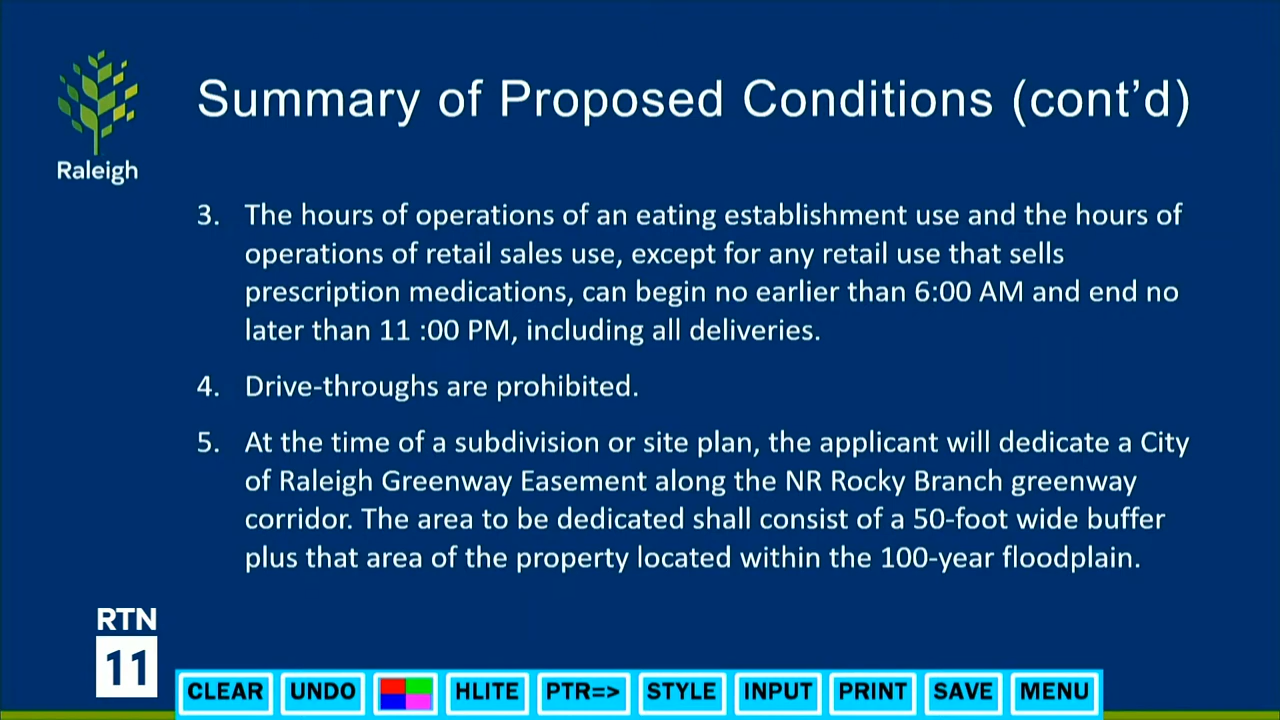 Summary of Proposed Conditions (cont’d)
Raleigh
3. The hours of operations of an eating establishment use and the hours of
operations of retail sales use, except for any retail use that sells
prescription medications, can begin no earlier than 6:00 AM and end no
later than 11 :00 PM, including all deliveries.
4. Drive-throughs are prohibited.
5. At the time of a subdivision or site plan, the applicant will dedicate a City
of Raleigh Greenway Easement along the NR Rocky Branch greenway
corridor. The area to be dedicated shall consist of a 50-foot wide buffer
plus that area of the property located within the 100-year floodplain.
RTN
11
CLEAR UNDO HLITE PTR=> STYLE INPUT PRINT SAVE MENU